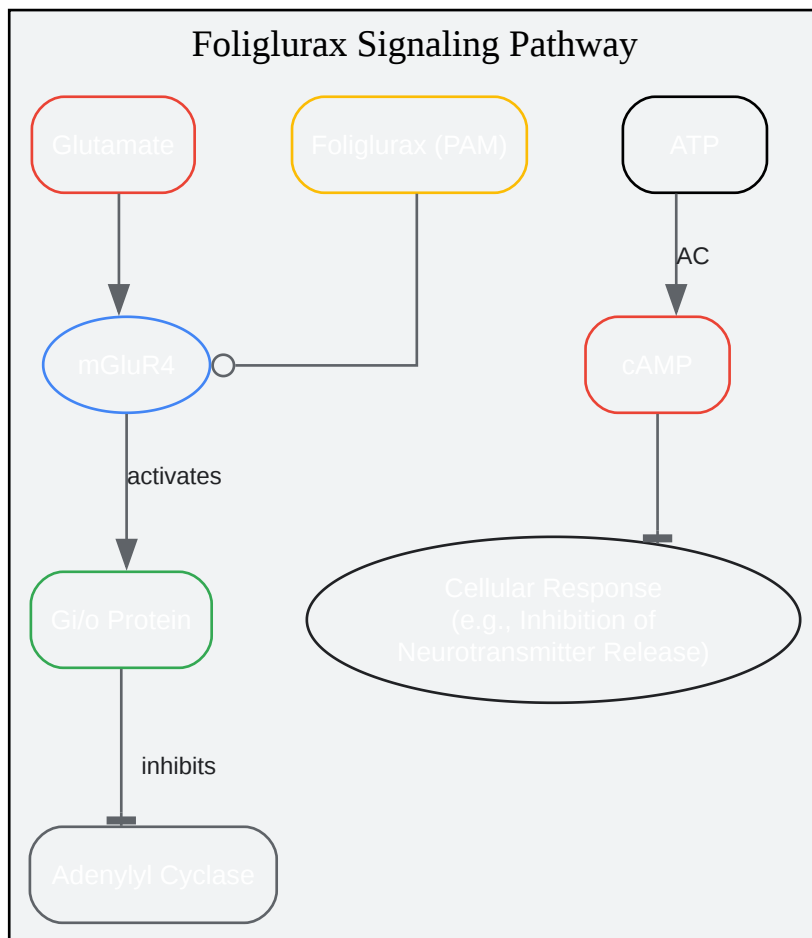 Foliglurax Signaling Pathway
Glutamate
Foliglurax (PAM)
ATP
AC
mGluR4
cAMP
activates
Cellular Response
(e.g., Inhibition of
Neurotransmitter Release)
Gi/o Protein
inhibits
Adenylyl Cyclase